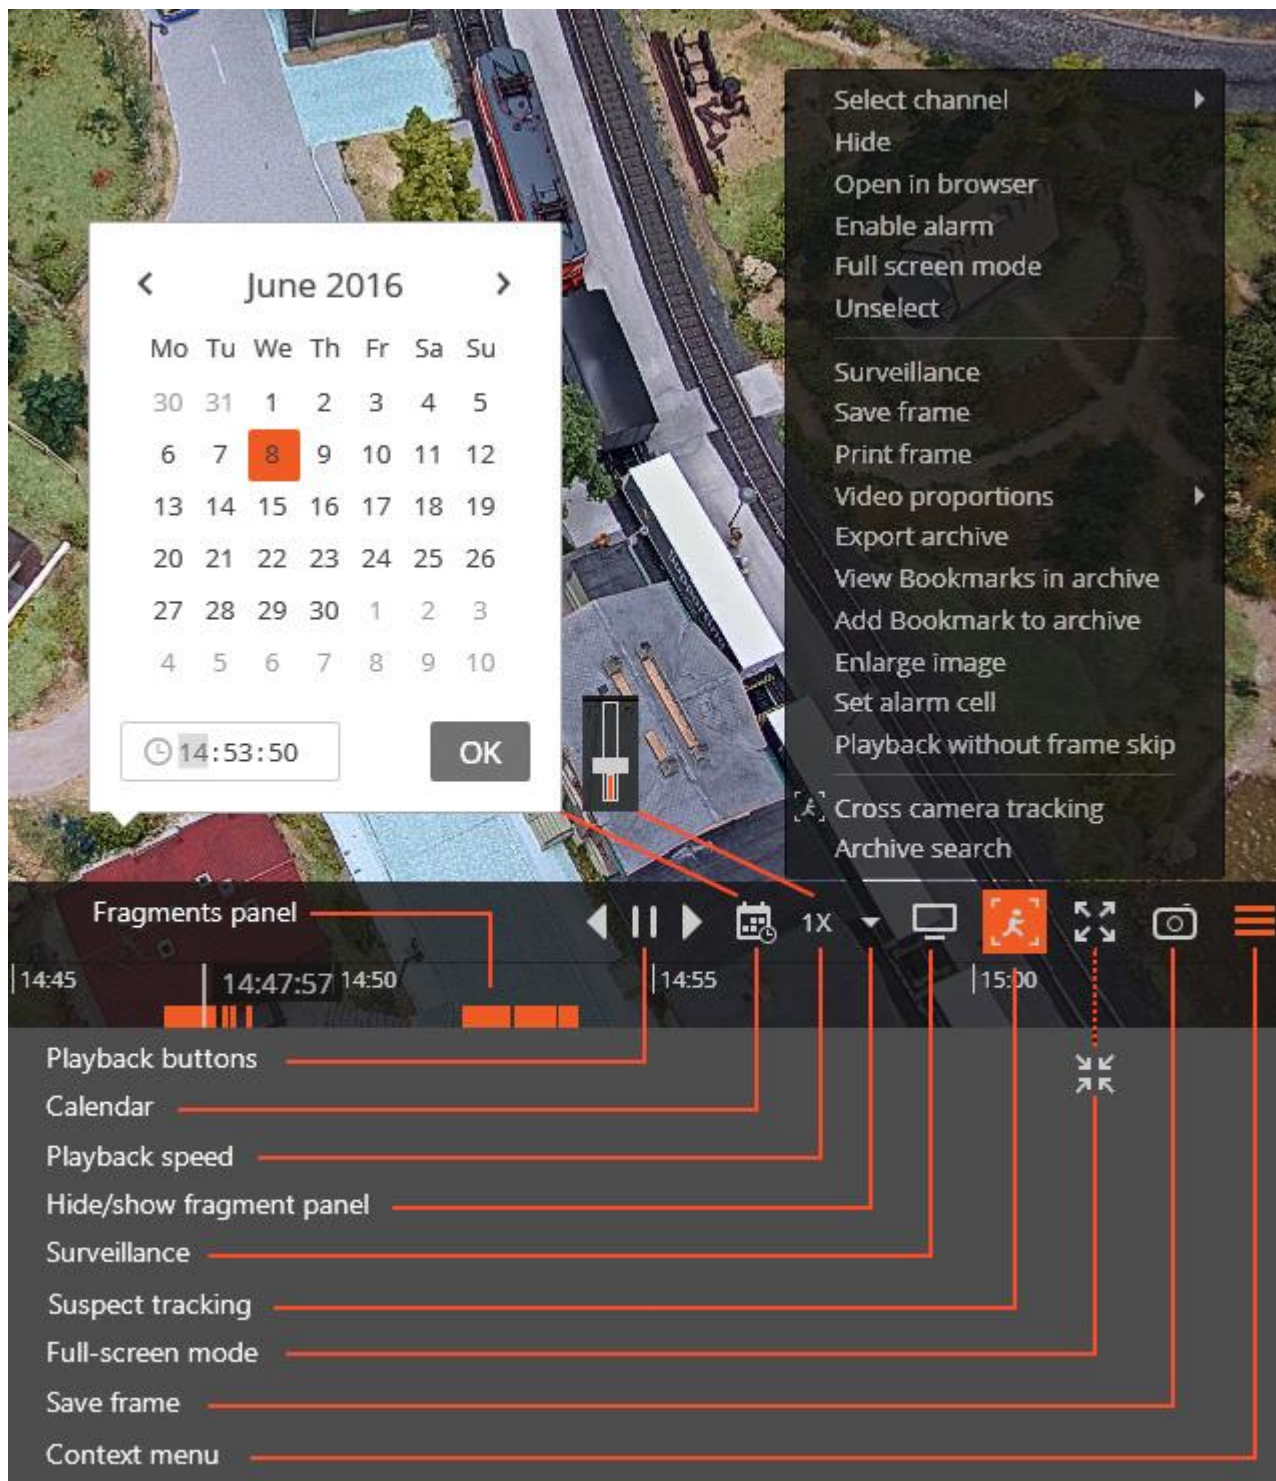 Select channel
Hide
Open in browser
Enable alarm
Full screen mode
Unselect
Surveillance
Save frame
Print frame
Video proportions
Export archive
View Bookmarks in archive
Add Bookmark to archive
Enlarge image
Set alarm cell
Playback without frame skip
Cross camera tracking
Archive search
June 2016
Mo Tu We Th Fr Sa Su
30 31 1 2 3 4 5
6 7 8 9 10 11 12
13 14 15 16 17 18 19
20 21 22 23 24 25 26
27 28 29 30 1 2 3
4 5 6 7 8 9 10
14:53:50 OK
Fragments panel
1X
14:45 14:47:57 14:50 14:55 15:00
Playback buttons
Calendar
Playback speed
Hide/show fragment panel
Surveillance
Suspect tracking
Full-screen mode
Save frame
Context menu